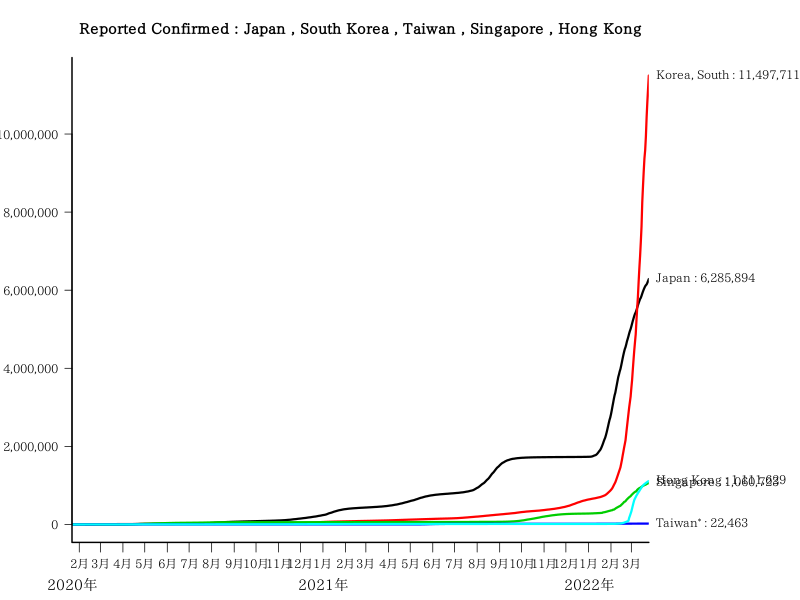 Reported Confirmed : Japan , South Korea , Taiwan , Singapore , Hong Kong
Korea, South : 11,497,711
10,000,000
8,000,000
Japan : 6,285,894
6,000,000
4,000,000
2,000,000
Hong Kong :
Singapore :
Taiwan* : 22,463
0
2月 3月 4月 5月 6月 7月 8月 9月 10月 11月 12月 1月 2月 3月 4月 5月 6月 7月 8月 9月 10月 11月 12月 1月 2月 3月
2020年 2021年 2022年